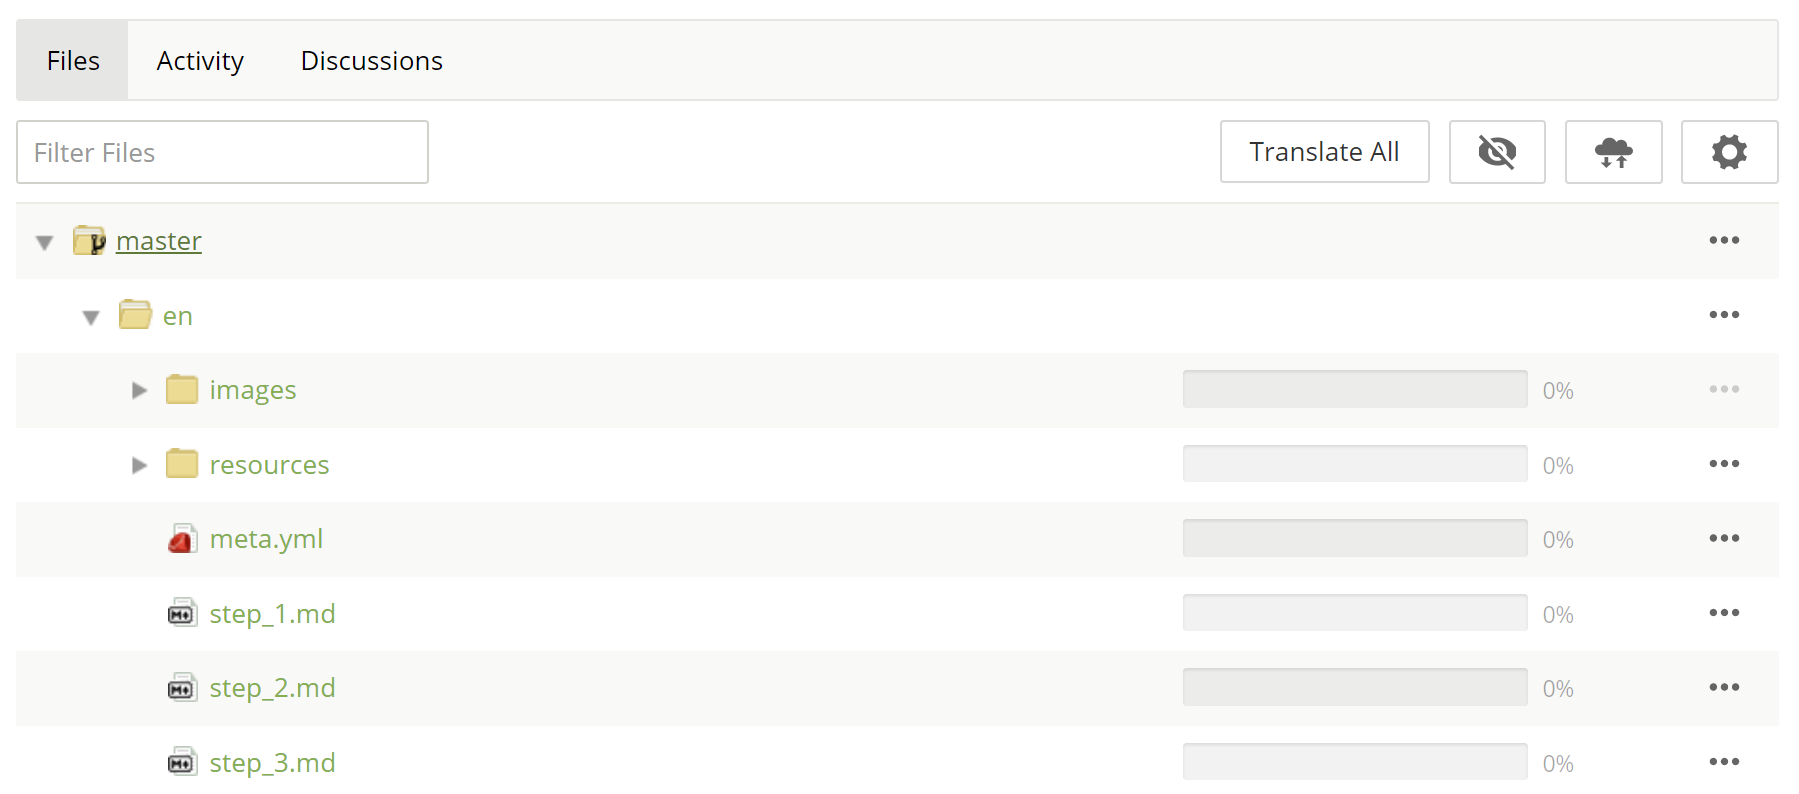 Files Activity Discussions
Filter Files Translate All
master
en
images 0%
resources 0%
meta.yml 0%
step_1.md 0%
step_2.md 0%
step_3.md 0%